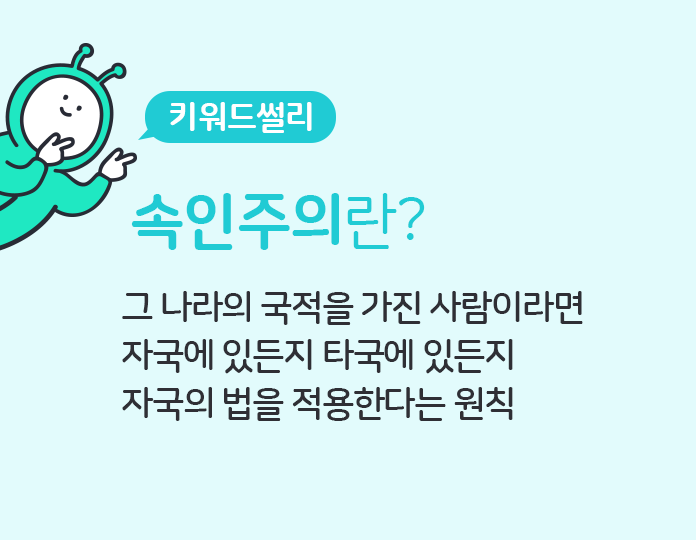 키워드썰리
속인주의란?
그 나라의 국적을 가진 사람이라면
자국에 있든지 타국에 있든지
자국의 법을 적용한다는 원칙